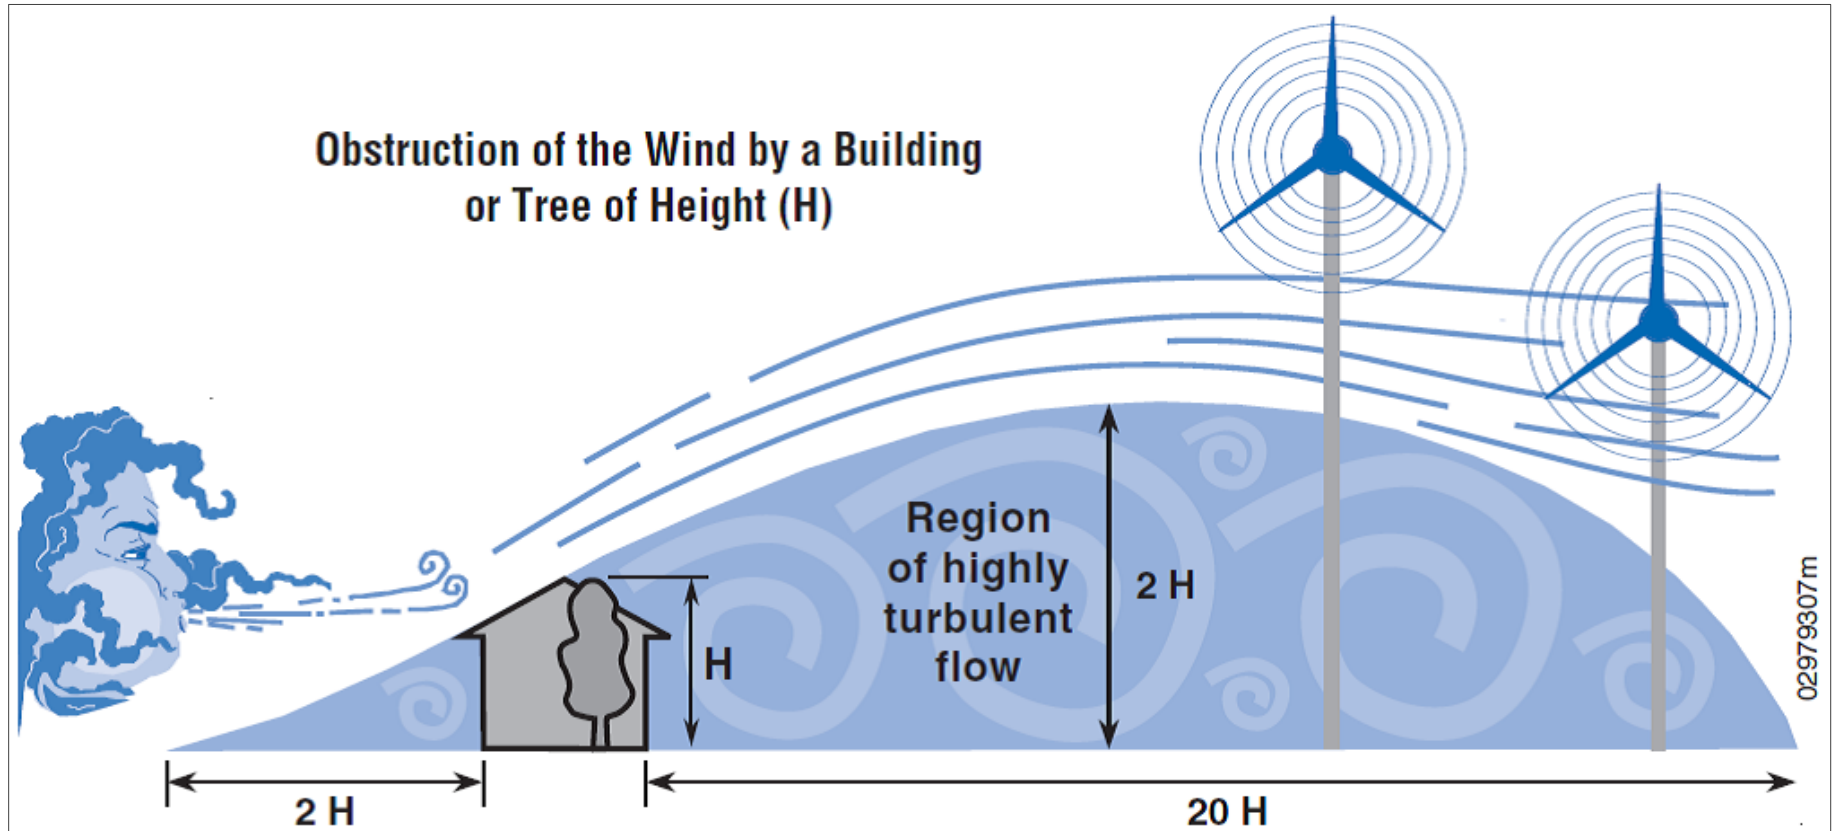 Obstruction of the Wind by a Building
or Tree of Height (H)
Region
of highly
turbulent
flow
2 H
H
2 H
20 H
02979307m